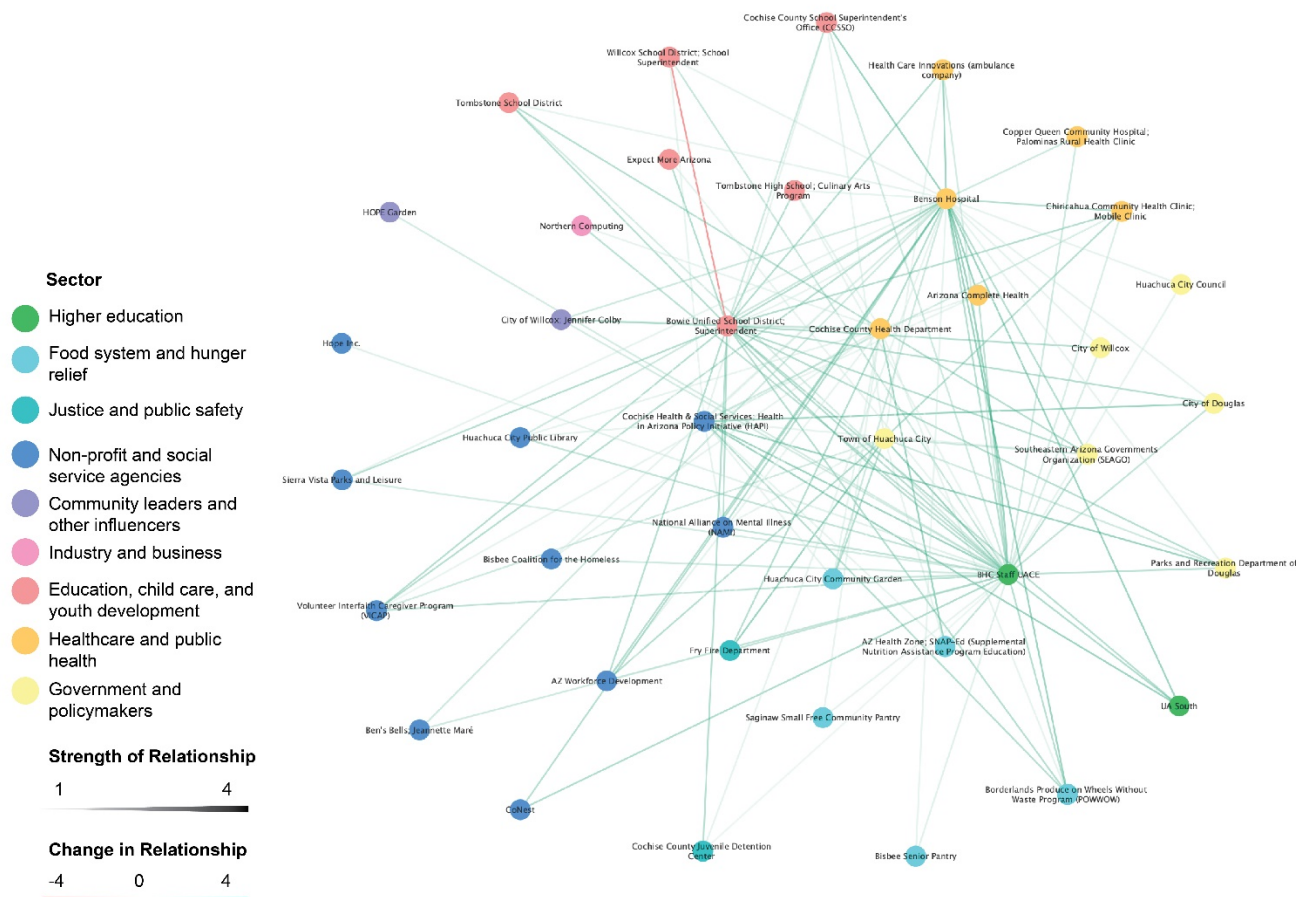 Cochise County School Superintendent's
Office (CCSSO)
Willcox School District; School
Superintendent
Health Care Innovations (ambulance
company)
Tombstone School District
Copper Queen Community Hospital;
Palominas Rural Health Clinic
Expect More Arizona
Tombstone High School; Culinary Arts
Program
Benson Hospital
Chiricahua Community Health Clinic;
Mobile Clinic
HOPE Garden
Northern Computing
Sector
Higher education
Food system and hunger
relief
Justice and public safety
Non-profit and social
service agencies
Community leaders and
other influencers
Industry and business
Education, child care, and
youth development
Healthcare and public
health
Government and
policymakers
Strength of Relationship
1 4
Change in Relationship
-4 0 4
Huachuca City Council
Arizona Complete Health
City of Willcox; Jennifer Colby
Bowie Unified School District;
Superintendent
Cochise County Health Department
Hope Inc.
City of Willcox
City of Douglas
Cochise Health & Social Services; Health
in Arizona Policy Initiative (HAPI)
Huachuca City Public Library
Town of Huachuca City
Southeastern Arizona Governments
Organization (SEAGO)
Sierra Vista Parks and Leisure
National Alliance on Mental Illness
(NAMI)
Bisbee Coalition for the Homeless
Huachuca City Community Garden
BHC Staff UACE
Parks and Recreation Department of
Douglas
Volunteer Interfaith Caregiver Program
(VICAP)
Fry Fire Department
AZ Health Zone; SNAP-Ed (Supplemental
Nutrition Assistance Program Education)
AZ Workforce Development
UA South
Saginaw Small Free Community Pantry
Ben's Bells; Jeannette Maré
Borderlands Produce on Wheels Without
Waste Program (POWWOW)
CoNest
Cochise County Juvenile Detention
Center
Bisbee Senior Pantry